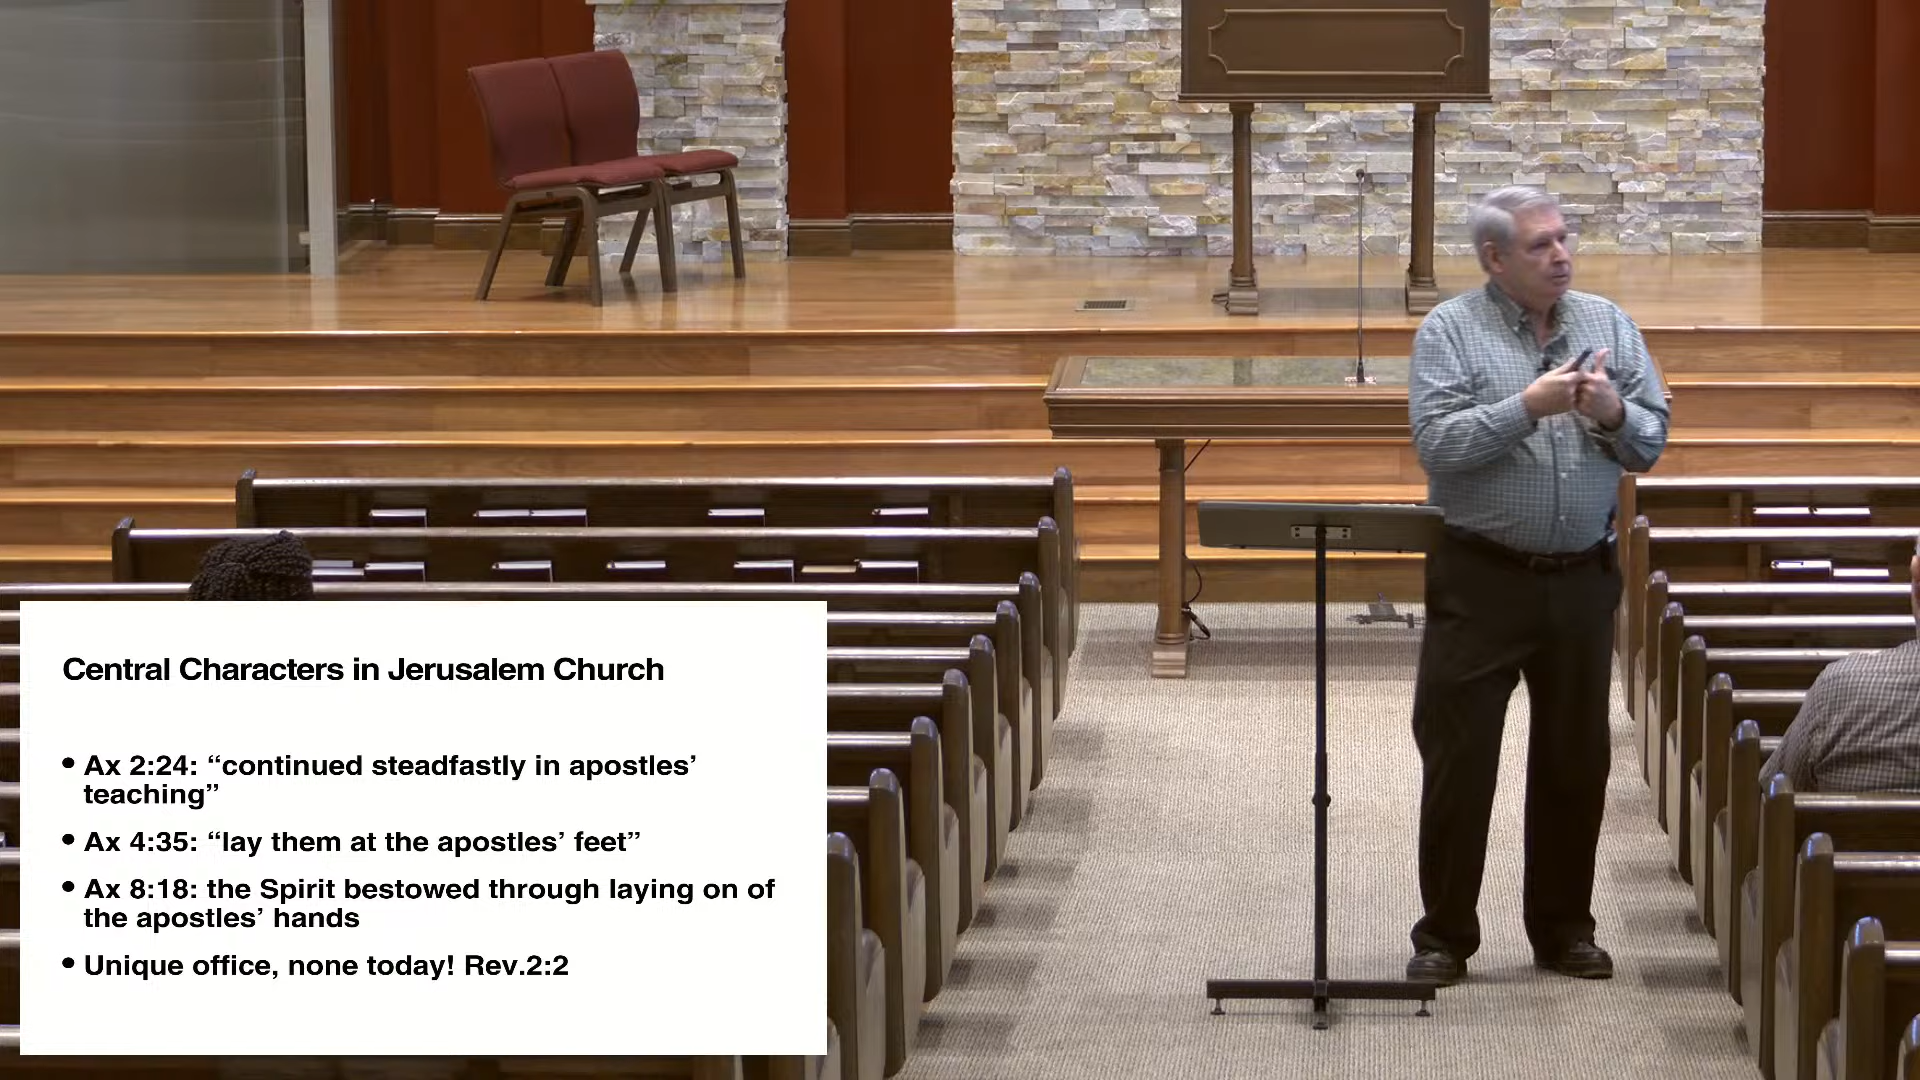 Central Characters in Jerusalem Church
• Ax 2:24: “continued steadfastly in apostles’
teaching”
• Ax 4:35: “lay them at the apostles’ feet”
• Ax 8:18: the Spirit bestowed through laying on of
the apostles’ hands
• Unique office, none today! Rev.2:2